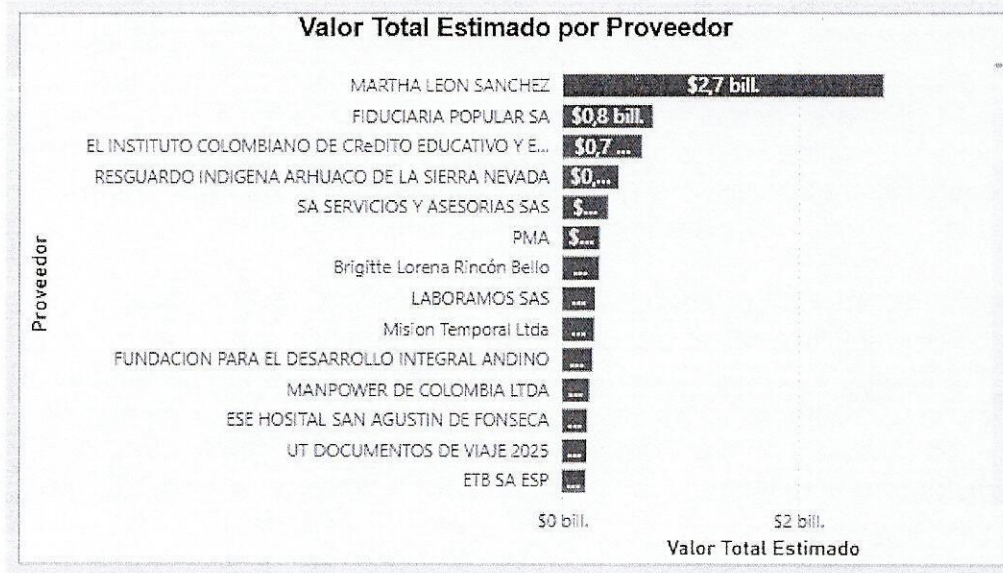 Valor Total Estimado por Proveedor
MARTHA LEON SANCHEZ $2,7 bill.
FIDUCIARIA POPULAR SA $0,8 bill.
EL INSTITUTO COLOMBIANO DE CReDITO EDUCATIVO Y E... $0,7 ...
RESGUARDO INDIGENA ARHUACO DE LA SIERRA NEVADA $0,...
SA SERVICIOS Y ASESORIAS SAS $...
PMA $...
Brigitte Lorena Rincón Bello ...
LABORAMOS SAS ...
Mision Temporal Ltda ...
FUNDACION PARA EL DESARROLLO INTEGRAL ANDINO ...
MANPOWER DE COLOMBIA LTDA ...
ESE HOSITAL SAN AGUSTIN DE FONSECA ...
UT DOCUMENTOS DE VIAJE 2025 ...
ETB SA ESP ...
Proveedor
$0 bill. $2 bill.
Valor Total Estimado